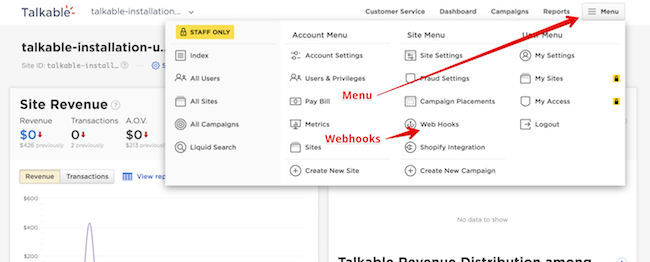 Talkable
talkable-installation...
Customer Service
Dashboard
Campaigns
Reports
Menu
talkable-installation-u...
Site ID: talkable-install...
STAFF ONLY
Index
All Users
All Sites
All Campaigns
Liquid Search
Account Menu
Account Settings
Users & Privileges
Pay Bill
Metrics
Sites
Create New Site
Site Menu
Site Settings
Fraud Settings
Campaign Placements
Web Hooks
Shopify Integration
Create New Campaign
User Menu
My Settings
My Sites
My Access
Logout
Menu
Webhooks
Site Revenue
Revenue
Transactions
A.O.V.
$0
0
$0
$426 previously
2 previously
$213 previously
Revenue
Transactions
View rep
$600
$400
$200
No data to show
Talkable Revenue Distribution among